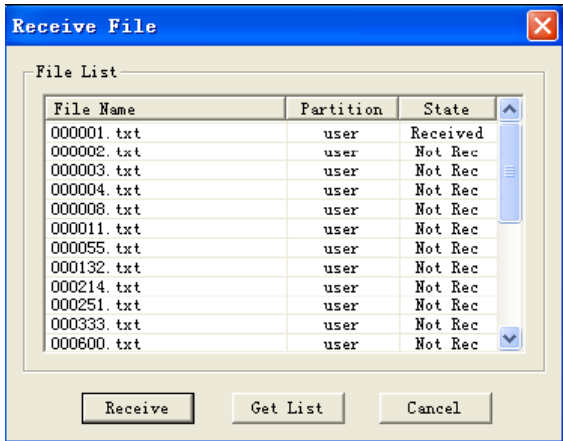 Receive File
File List
File Name Partition State
000001.txt user Received
000002.txt user Not Rec
000003.txt user Not Rec
000004.txt user Not Rec
000008.txt user Not Rec
000011.txt user Not Rec
000055.txt user Not Rec
000132.txt user Not Rec
000214.txt user Not Rec
000251.txt user Not Rec
000333.txt user Not Rec
000600.txt user Not Rec
Receive Get List Cancel